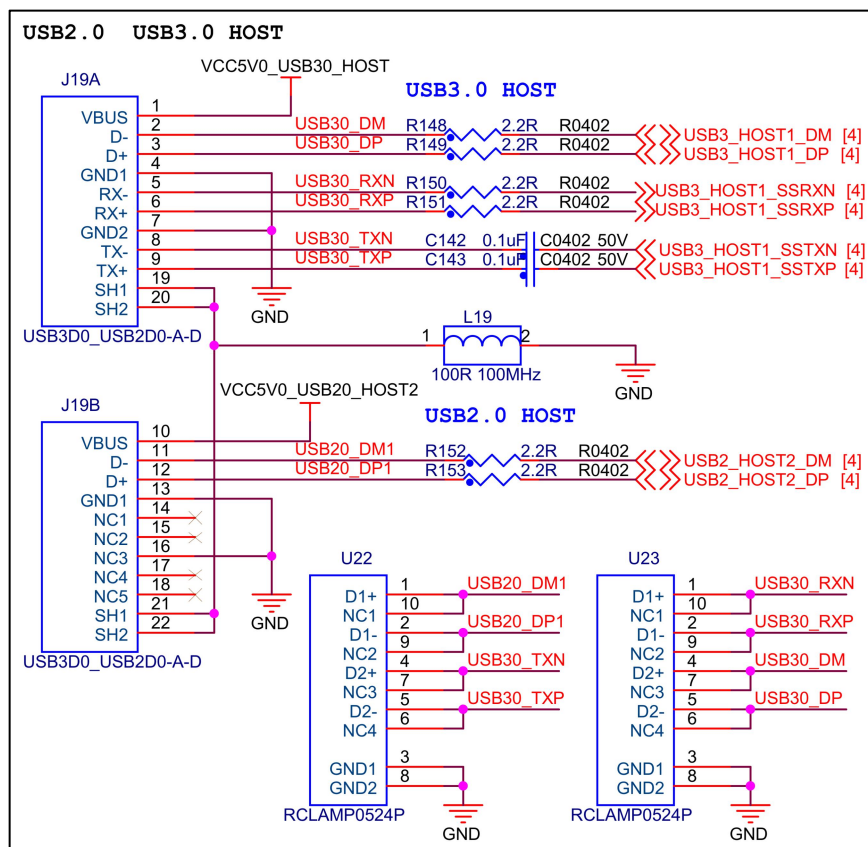 USB2.0 USB3.0 HOST
VCC5V0_USB30_HOST
J19A
USB3.0 HOST
VBUS 1
D- 2 USB30_DM R148 2.2R R0402 USB3_HOST1_DM [4]
D+ 3 USB30_DP R149 2.2R R0402 USB3_HOST1_DP [4]
GND1 4
RX- 5 USB30_RXN R150 2.2R R0402 USB3_HOST1_SSRXN [4]
RX+ 6 USB30_RXP R151 2.2R R0402 USB3_HOST1_SSRXP [4]
GND2 7
TX- 8 USB30_TXN C142 0.1uF C0402 50V USB3_HOST1_SSTXN [4]
TX+ 9 USB30_TXP C143 0.1uF C0402 50V USB3_HOST1_SSTXP [4]
SH1 19
SH2 20
GND
USB3D0_USB2D0-A-D
L19
1 2
100R 100MHz
GND
VCC5V0_USB20_HOST2
J19B
USB2.0 HOST
VBUS 10
D- 11 USB20_DM1 R152 2.2R R0402 USB2_HOST2_DM [4]
D+ 12 USB20_DP1 R153 2.2R R0402 USB2_HOST2_DP [4]
GND1 13
NC1 14
NC2 15
NC3 16
NC4 17
NC5 18
SH1 21
SH2 22
GND
USB3D0_USB2D0-A-D
U22
D1+ 1 USB20_DM1
NC1 10
D1- 2 USB20_DP1
NC2 9
D2+ 4 USB30_TXN
NC3 7
D2- 5 USB30_TXP
NC4 6
GND1 3
GND2 8
RCLAMP0524P
GND
U23
D1+ 1 USB30_RXN
NC1 10
D1- 2 USB30_RXP
NC2 9
D2+ 4 USB30_DM
NC3 7
D2- 5 USB30_DP
NC4 6
GND1 3
GND2 8
RCLAMP0524P
GND